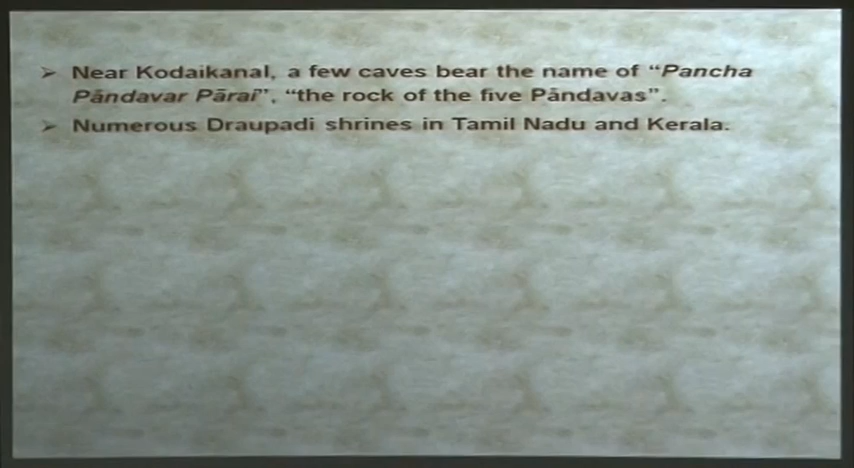 ➢ Near Kodaikanal, a few caves bear the name of “Pancha
Pāndavar Pārai”, “the rock of the five Pāndavas”.
➢ Numerous Draupadi shrines in Tamil Nadu and Kerala.